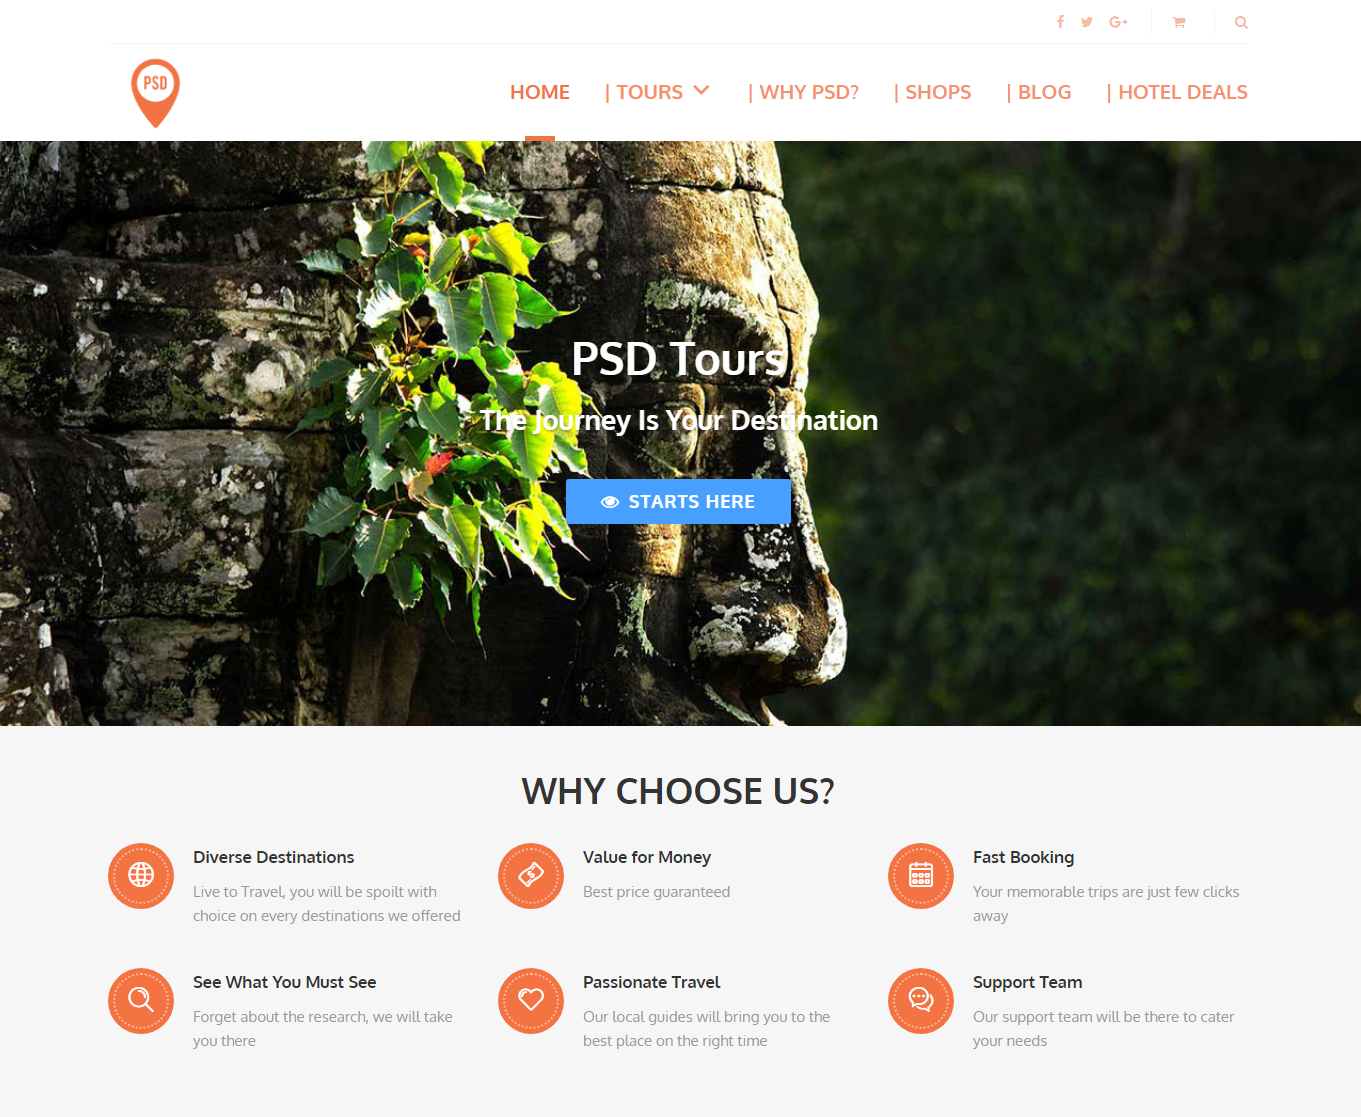 PSD
HOME | TOURS | WHY PSD? | SHOPS | BLOG | HOTEL DEALS
PSD Tours
The Journey Is Your Destination
STARTS HERE
WHY CHOOSE US?
Diverse Destinations
Live to Travel, you will be spoilt with
choice on every destinations we offered
Value for Money
Best price guaranteed
Fast Booking
Your memorable trips are just few clicks
away
See What You Must See
Forget about the research, we will take
you there
Passionate Travel
Our local guides will bring you to the
best place on the right time
Support Team
Our support team will be there to cater
your needs